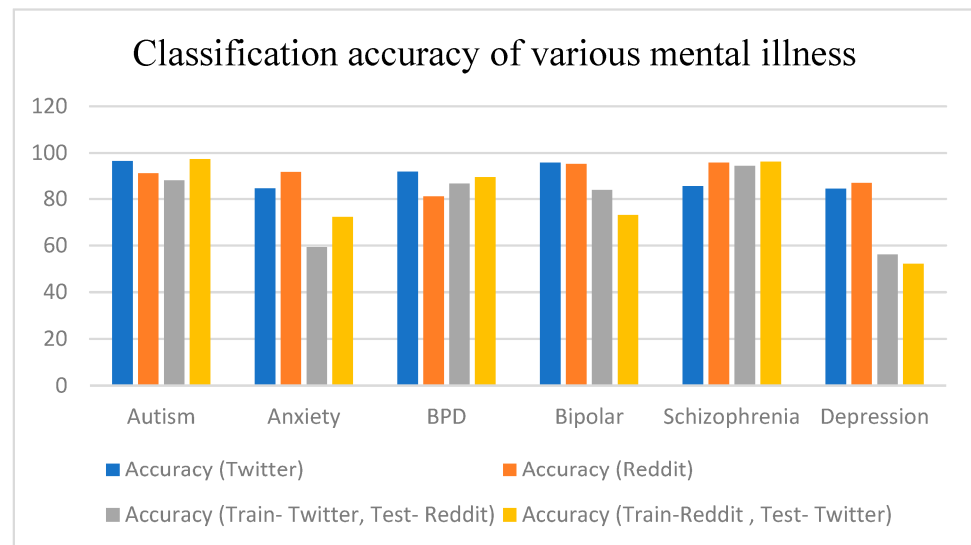 Classification accuracy of various mental illness
120
100
80
60
40
20
0
Autism Anxiety BPD Bipolar Schizophrenia Depression
Accuracy (Twitter) Accuracy (Reddit)
Accuracy (Train- Twitter, Test- Reddit) Accuracy (Train-Reddit , Test- Twitter)